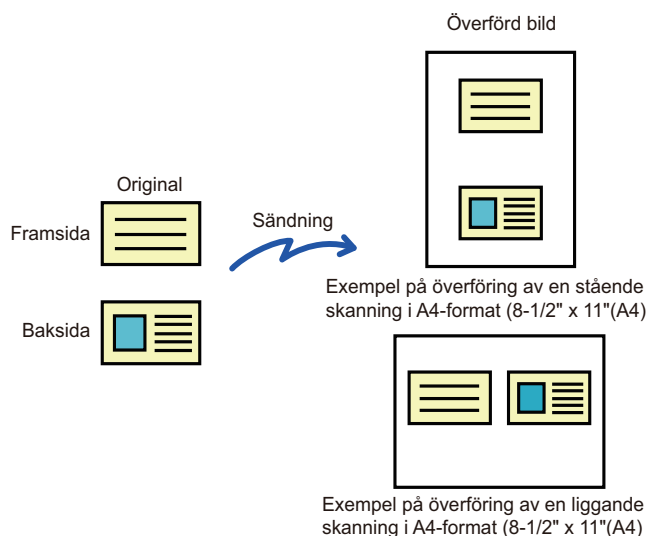 Överförd bild
Original
Framsida
Sändning
Baksida
Exempel på överföring av en stående
skanning i A4-format (8-1/2" x 11"(A4)
Exempel på överföring av en liggande
skanning i A4-format (8-1/2" x 11"(A4)